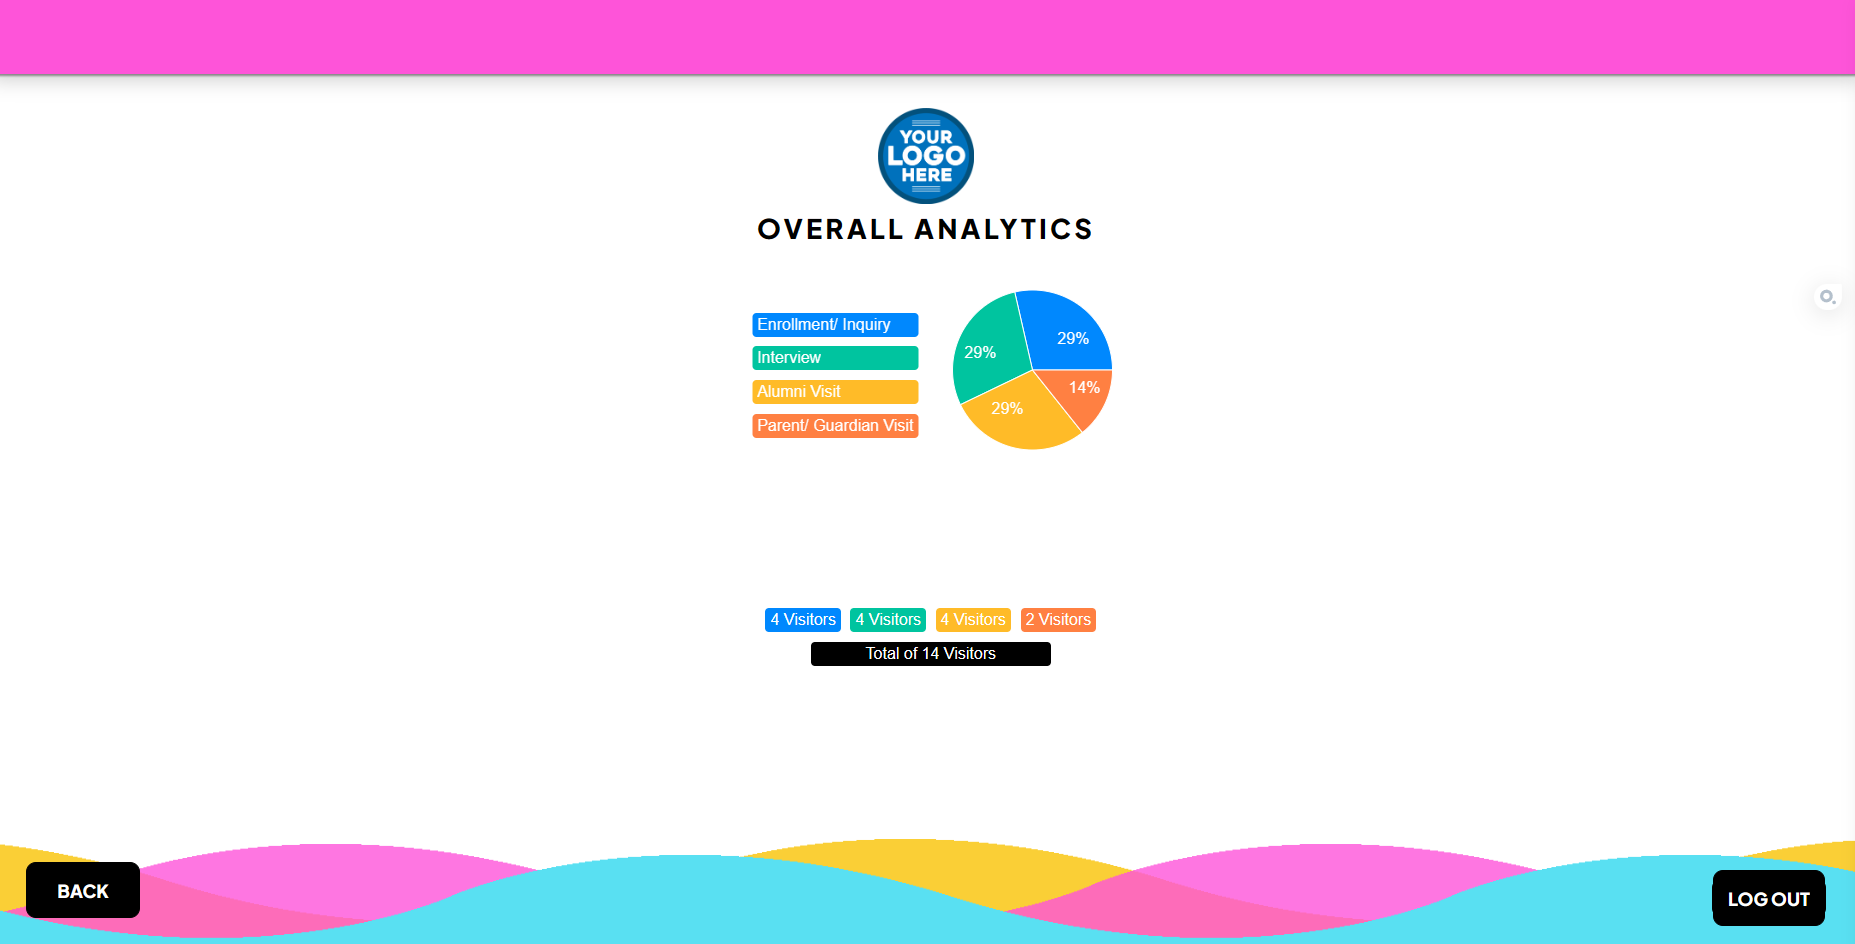 YOUR
LOGO
HERE
OVERALL ANALYTICS
Enrollment/ Inquiry
Interview
Alumni Visit
Parent/ Guardian Visit
29%
29%
29%
14%
4 Visitors 4 Visitors 4 Visitors 2 Visitors
Total of 14 Visitors
BACK
LOG OUT